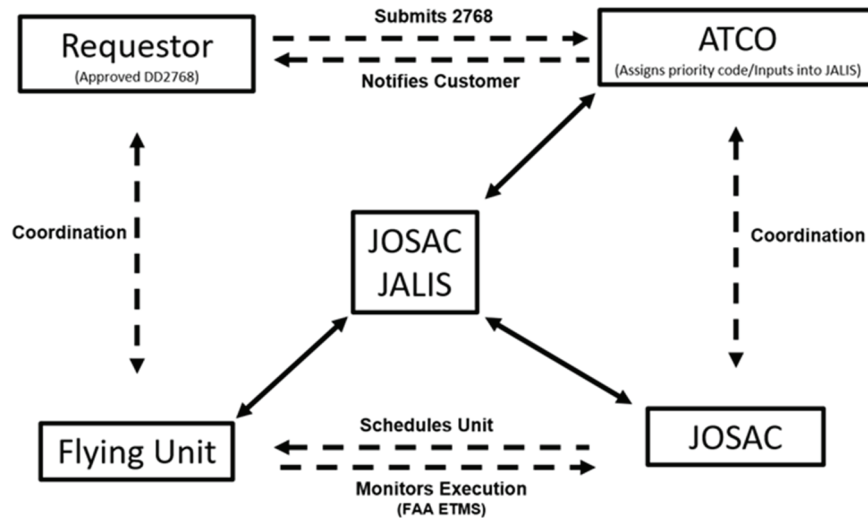 Requestor
(Approved DD2768)
Submits 2768
Notifies Customer
ATCO
(Assigns priority code/Inputs into JALIS)
Coordination
JOSAC
JALIS
Coordination
Flying Unit
Schedules Unit
Monitors Execution
(FAA ETMS)
JOSAC